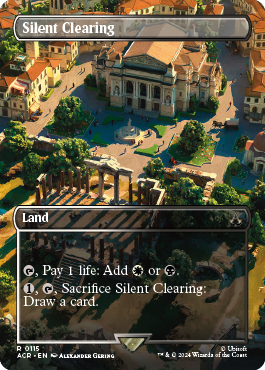 Silent Clearing
Land
, Pay 1 life: Add or .
1, , Sacrifice Silent Clearing:
Draw a card.
R 0115
ACR • EN ALEXANDER GERING
© Ubisoft
™ & © 2024 Wizards of the Coast